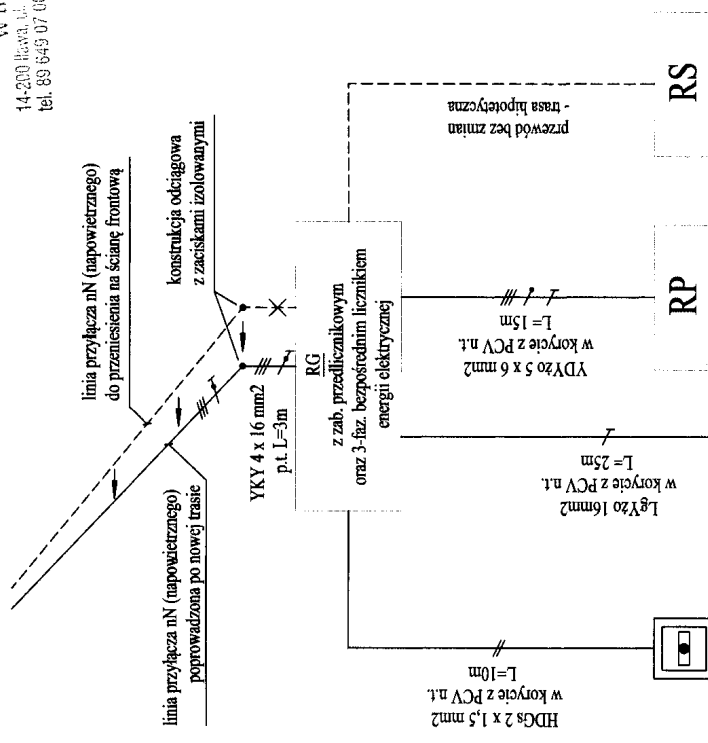 14-200 Iława, ul.
tel. 89 649 07 0
linia przyłącza nN (napowietrznego)
do przeniesienia na ścianę frontową
konstrukcja odciągowa
z zaciskami izolowanymi
linia przyłącza nN (napowietrznego)
poprowadzona po nowej trasie
YKY 4 x 16 mm2
p.t. L=3m
RG
z zab. przedlicznikowym
oraz 3-faz. bezpośrednim licznikiem
energii elektrycznej
przewód bez zmian
- trasa hipotetyczna
YDYżo 5 x 6 mm2
w korycie z PCV n.t.
L= 15m
LgYżo 16mm2
w korycie z PCV n.t.
L= 25m
HDGs 2 x 1,5 mm2
w korycie z PCV n.t.
L=10m
RP
RS